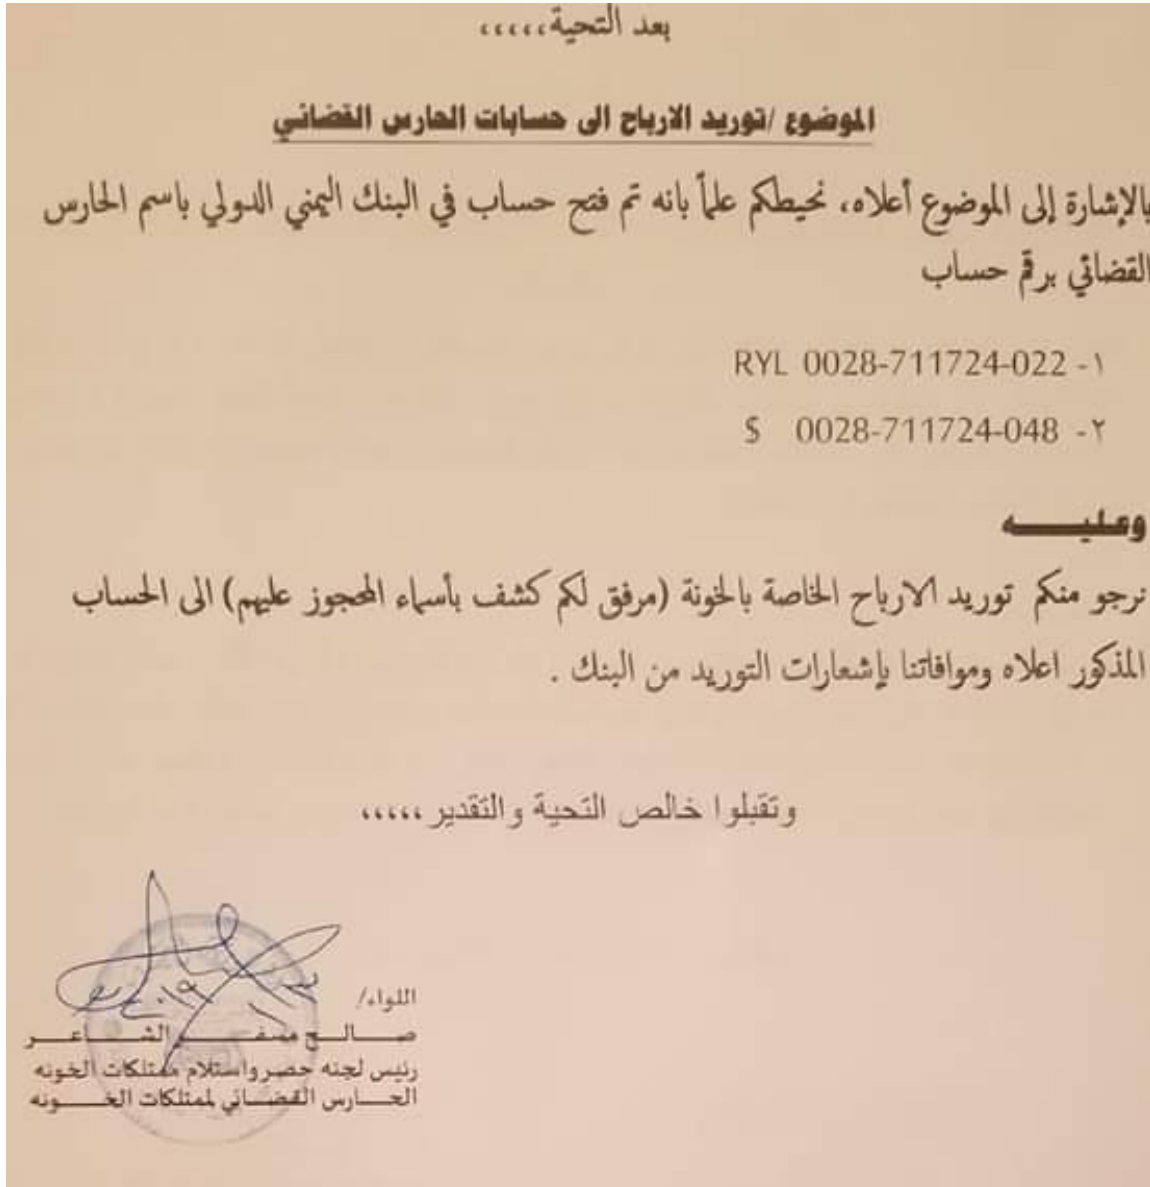 بعد التحية،،،،،
الموضوع /توريد الارباح الى حسابات الحارس القضائي
بالإشارة إلى الموضوع أعلاه، نحيطكم علماً بانه تم فتح حساب في البنك اليمني الدولي باسم الحارس
القضائي برقم حساب
١- RYL 0028-711724-022
٢- $ 0028-711724-048
وعليـــــه
نرجو منكم توريد الارباح الخاصة بالخونة (مرفق لكم كشف بأسماء المحجوز عليهم) الى الحساب
المذكور اعلاه وموافاتنا بإشعارات التوريد من البنك .
وتقبلوا خالص التحية والتقدير،،،،،
اللواء/
صـــالـــح مسفـــر الشـــاعـــر
رئيس لجنه حصر واستلام ممتلكات الخونه
الحـــارس القضـــائي لممتلكات الخـــونه